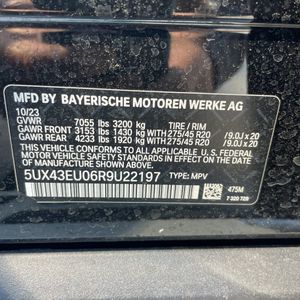 MFD BY BAYERISCHE MOTOREN WERKE AG
10/23
GVWR 7055 lbs 3200 kg TIRE / RIM
GAWR FRONT 3153 lbs 1430 kg WITH 275/45 R20 / 9.0J x 20
GAWR REAR 4233 lbs 1920 kg WITH 275/45 R20 / 9.0J x 20
THIS VEHICLE CONFORMS TO ALL APPLICABLE U.S. FEDERAL
MOTOR VEHICLE SAFETY STANDARDS IN EFFECT ON THE
DATE OF MANUFACTURE SHOWN ABOVE.
5UX43EU06R9U22197 TYPE: MPV
475M
7 320 728